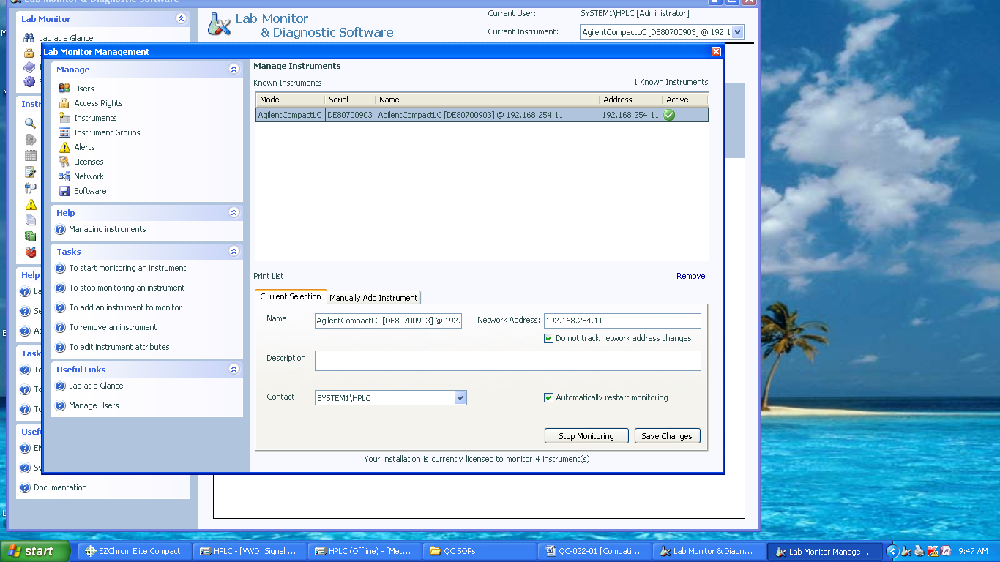 Lab Monitor & Diagnostic Software
Lab Monitor
Lab at a Glance
Lab Monitor
& Diagnostic Software
Current User:
SYSTEM1\HPLC [Administrator]
Current Instrument:
AgilentCompactLC [DE80700903] @ 192.1
Lab Monitor Management
Manage
Users
Access Rights
Instruments
Instrument Groups
Alerts
Licenses
Network
Software
Help
Managing instruments
Tasks
To start monitoring an instrument
To stop monitoring an instrument
To add an instrument to monitor
To remove an instrument
To edit instrument attributes
Useful Links
Lab at a Glance
Manage Users
Manage Instruments
Known Instruments
1 Known Instruments
Model Serial Name Address Active
AgilentCompactLC DE80700903 AgilentCompactLC [DE80700903] @ 192.168.254.11 192.168.254.11
Print List
Remove
Current Selection
Manually Add Instrument
Name:
AgilentCompactLC [DE80700903] @ 192.
Network Address:
192.168.254.11
Do not track network address changes
Description:
Contact:
SYSTEM1\HPLC
Automatically restart monitoring
Stop Monitoring
Save Changes
Your installation is currently licensed to monitor 4 instrument(s)
Instr
Help
La
Se
Ab
Task
To
To
To
Usef
EM
Sy
Documentation
start
EZChrom Elite Compact
HPLC - [VWD: Signal ...
HPLC (Offline) - [Met...
QC SOPs
QC-022-01 [Compati...
Lab Monitor & Diagn...
Lab Monitor Manage...
9:47 AM